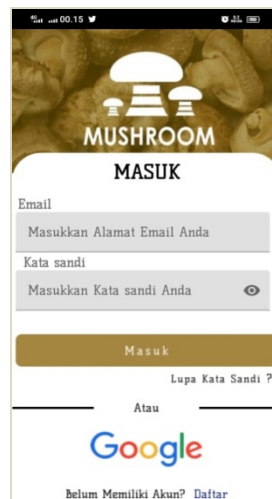 00.15
MUSHROOM
MASUK
Email
Masukkan Alamat Email Anda
Kata sandi
Masukkan Kata sandi Anda
Masuk
Lupa Kata Sandi ?
Atau
Google
Belum Memiliki Akun? Daftar